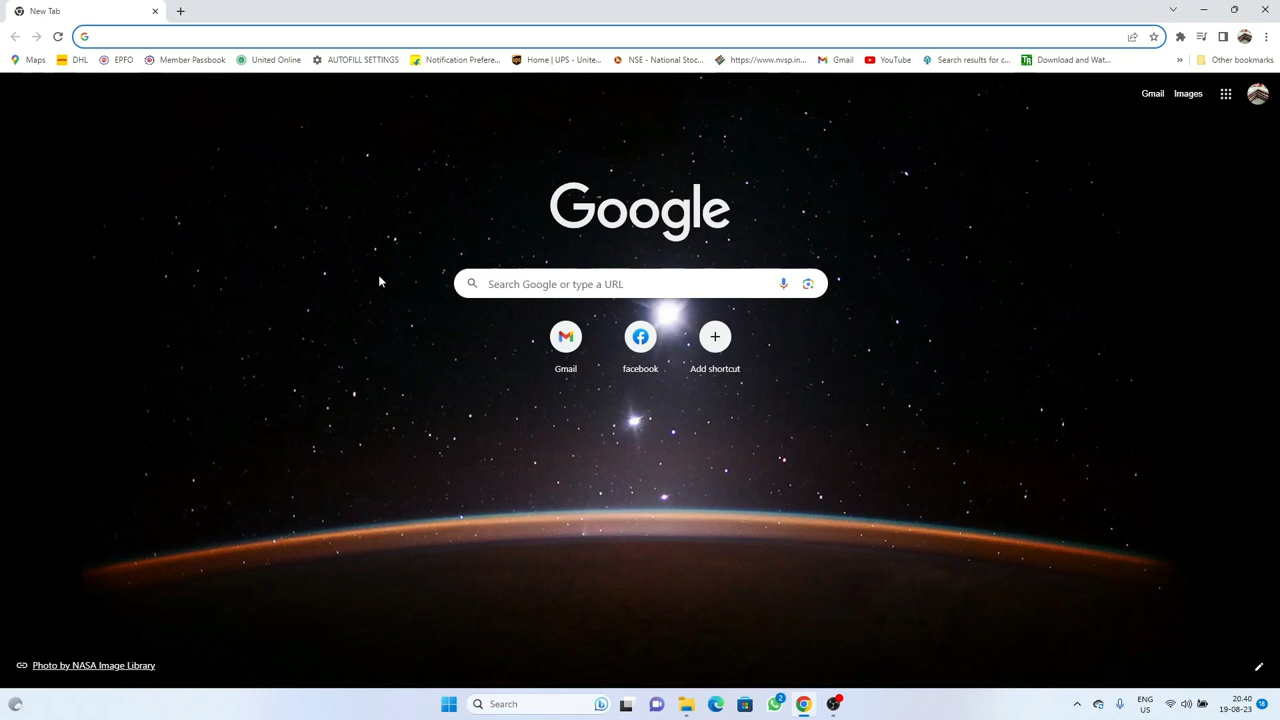 New Tab
Maps DHL EPFO Member Passbook United Online AUTOFILL SETTINGS Notification Prefere... Home | UPS - Unite... NSE - National Stoc... https://www.nvsp.in... Gmail YouTube Search results for c... TR Download and Wat... » Other bookmarks
Gmail Images
Google
Search Google or type a URL
Gmail facebook Add shortcut
Photo by NASA Image Library
Search
2
ENG
US
20.40
19-08-23
18